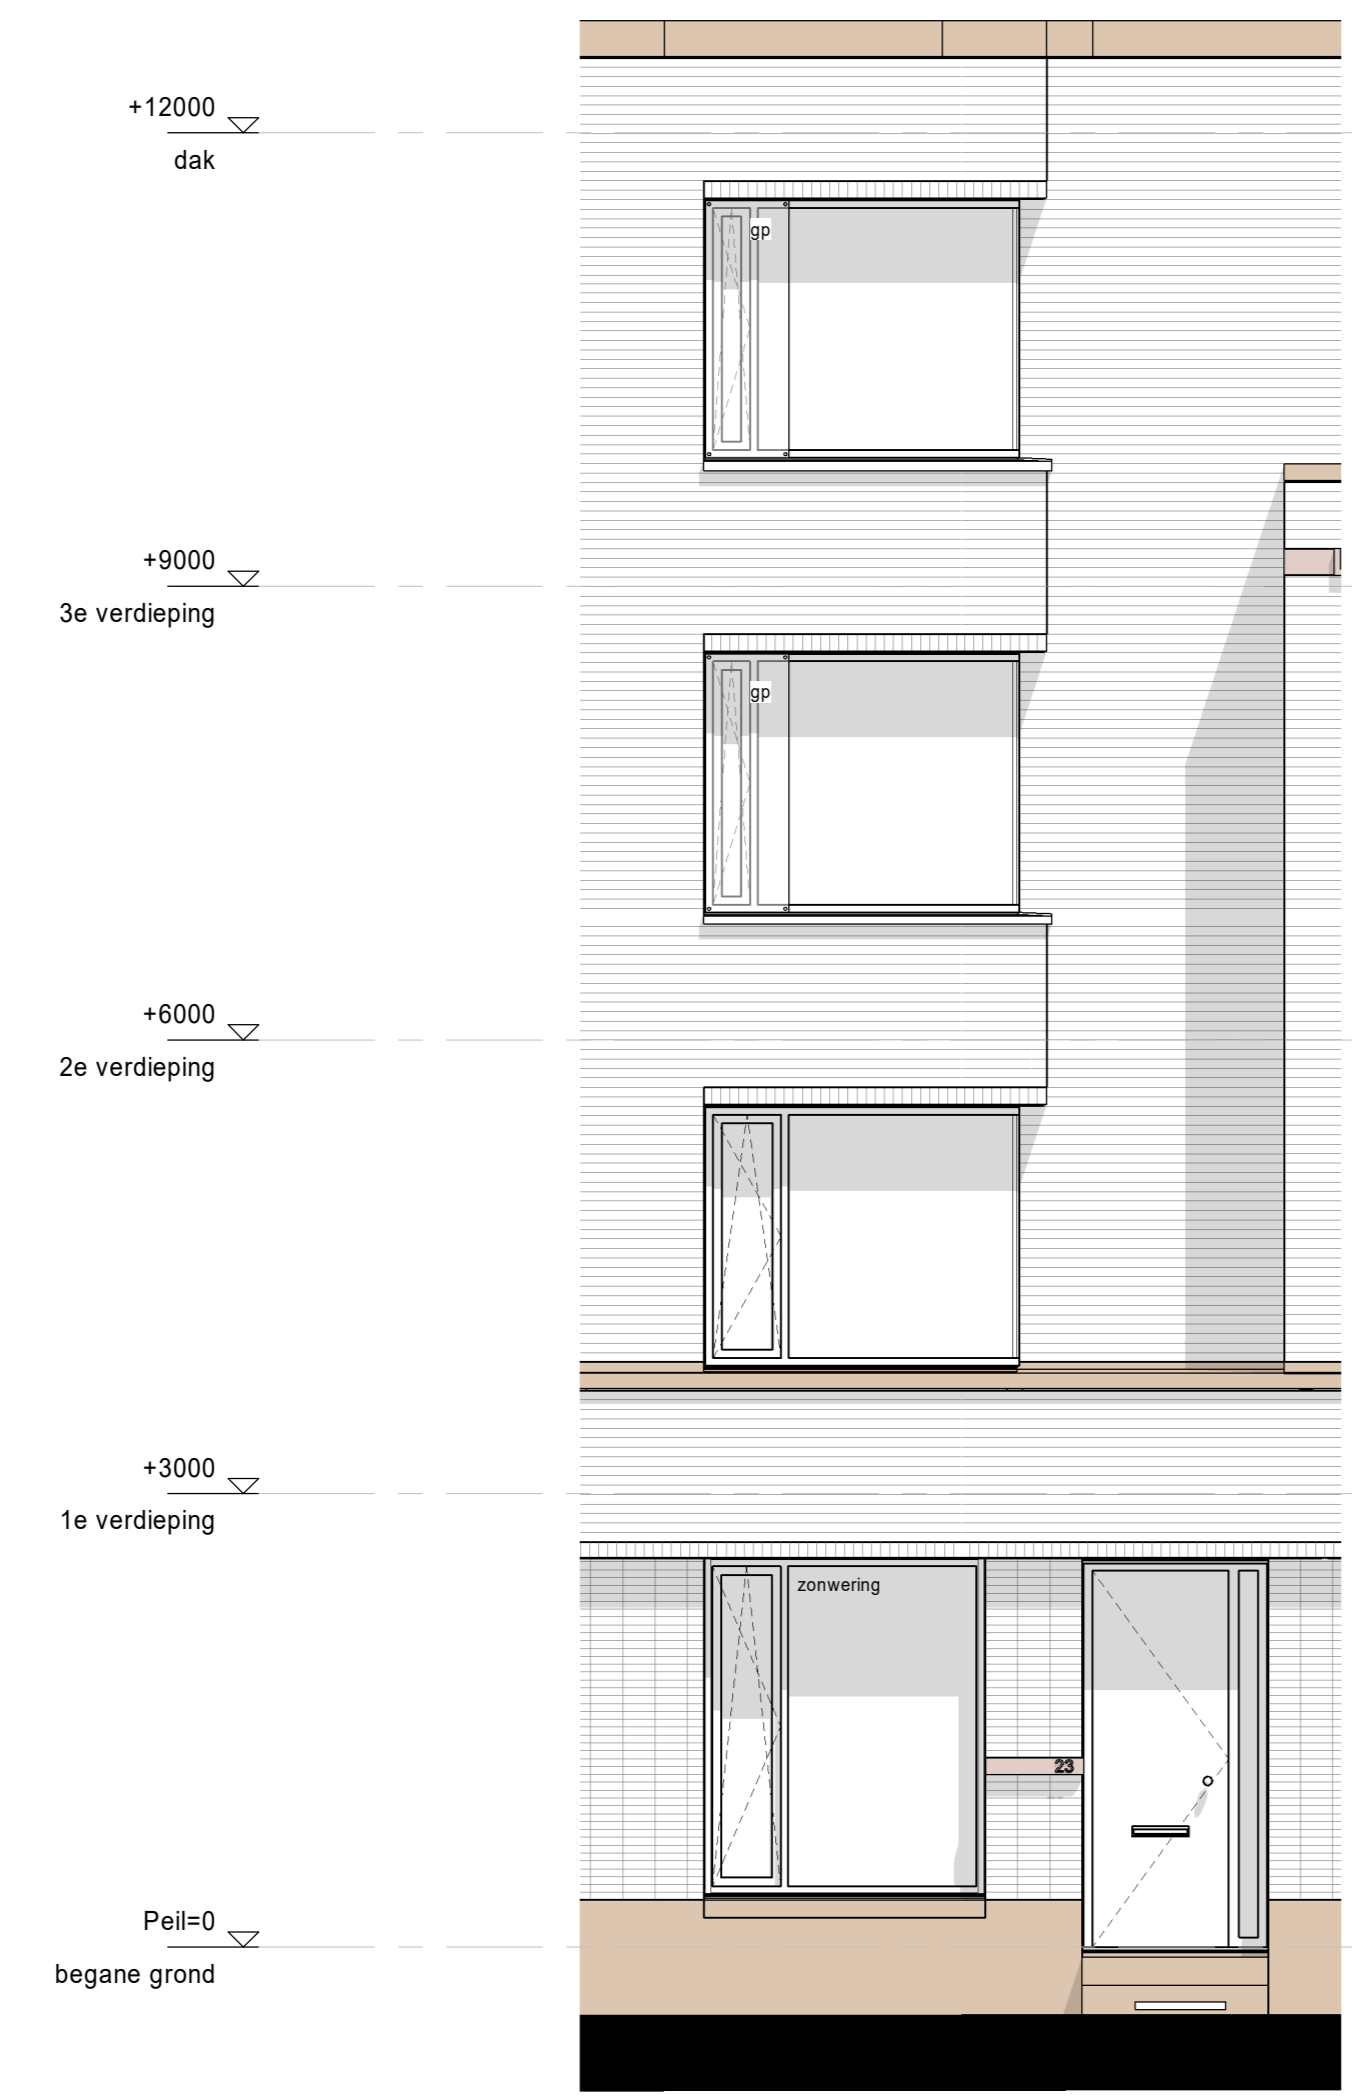 +12000
dak
gp
+9000
3e verdieping
gp
+6000
2e verdieping
+3000
1e verdieping
zonwering
23
Peil=0
begane grond